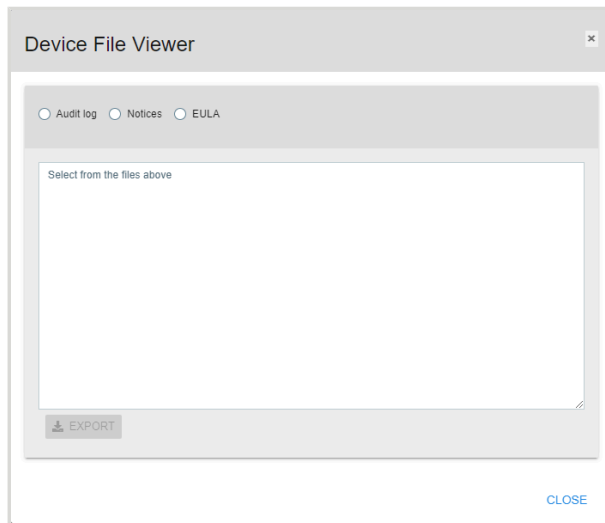 Device File Viewer
×
Audit log Notices EULA
Select from the files above
EXPORT
CLOSE